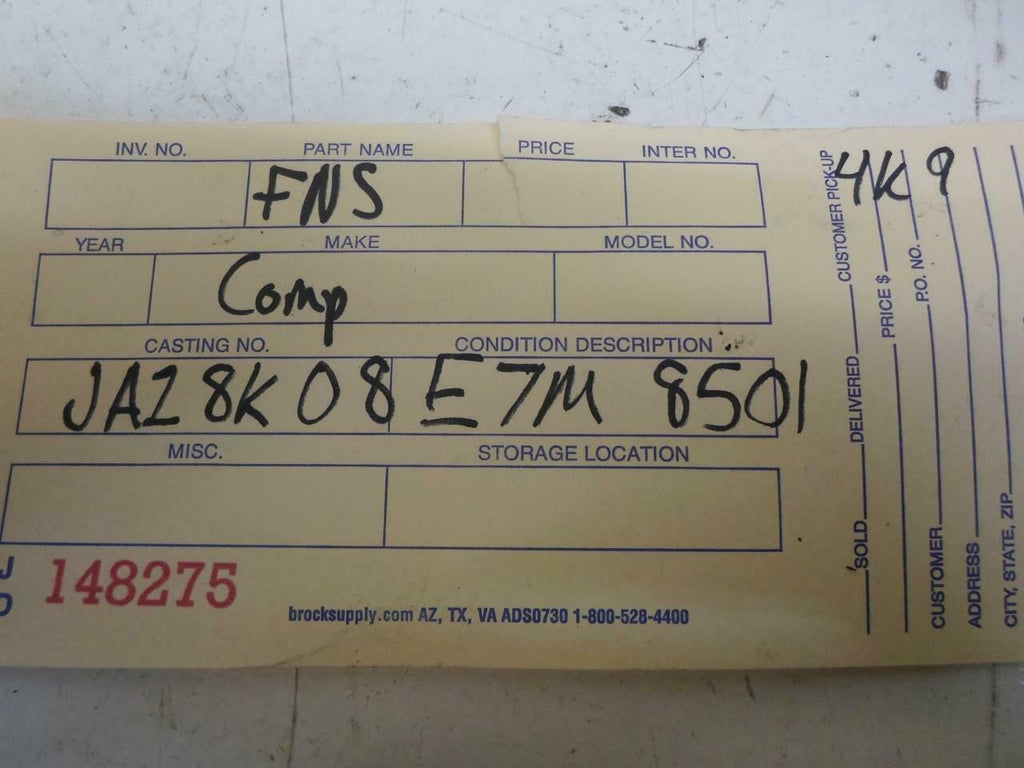 INV. NO. PART NAME PRICE INTER NO.
FNS
YEAR MAKE MODEL NO.
Comp
CASTING NO. CONDITION DESCRIPTION
JAZ8K08 E7M 8501
MISC. STORAGE LOCATION
148275
brocksupply.com AZ, TX, VA ADS0730 1-800-528-4400
4K9
SOLD DELIVERED CUSTOMER PICK-UP
PRICE $
CUSTOMER P.O. NO.
ADDRESS
CITY, STATE, ZIP